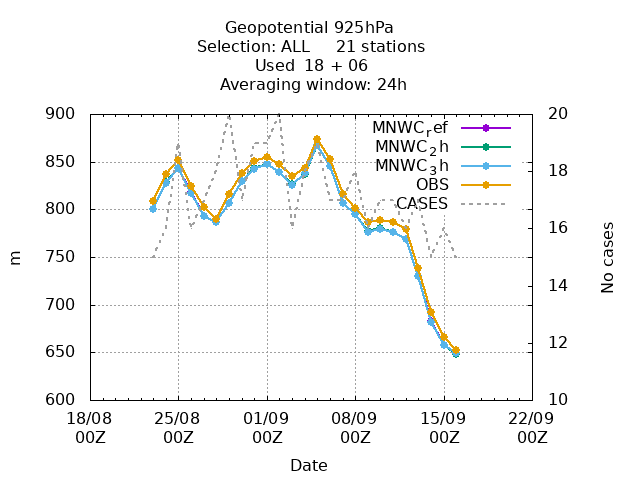 Geopotential 925hPa
Selection: ALL 21 stations
Used 18 + 06
Averaging window: 24h
900 20
MNWC_ref
MNWC_2h
850 MNWC_3h 18
OBS
800 CASES 16
750
m
No cases
700 14
650 12
600 10
18/08 25/08 01/09 08/09 15/09 22/09
00Z 00Z 00Z 00Z 00Z 00Z
Date